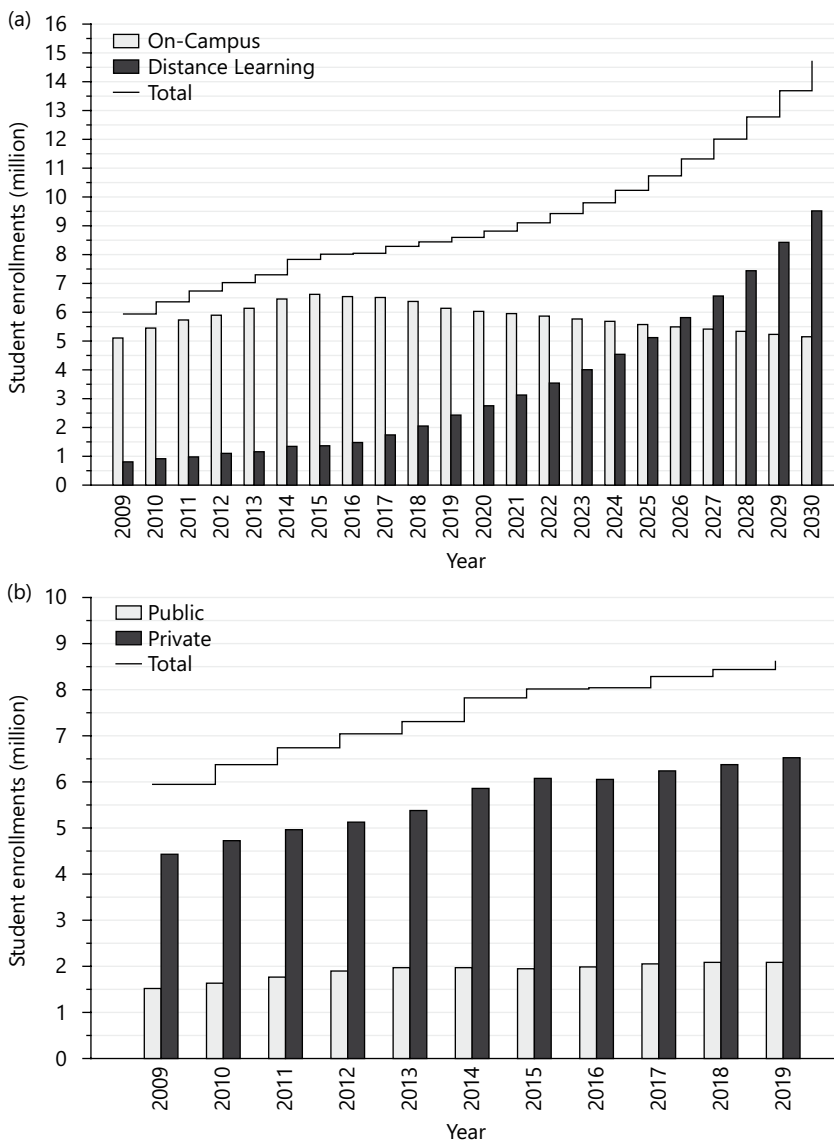 (a)
16
15
14
13
12
11
10
9
8
7
6
5
4
3
2
1
0
Student enrollments (million)
On-Campus
Distance Learning
Total
2009 2010 2011 2012 2013 2014 2015 2016 2017 2018 2019 2020 2021 2022 2023 2024 2025 2026 2027 2028 2029 2030
Year
(b)
10
9
8
7
6
5
4
3
2
1
0
Student enrollments (million)
Public
Private
Total
2009 2010 2011 2012 2013 2014 2015 2016 2017 2018 2019
Year